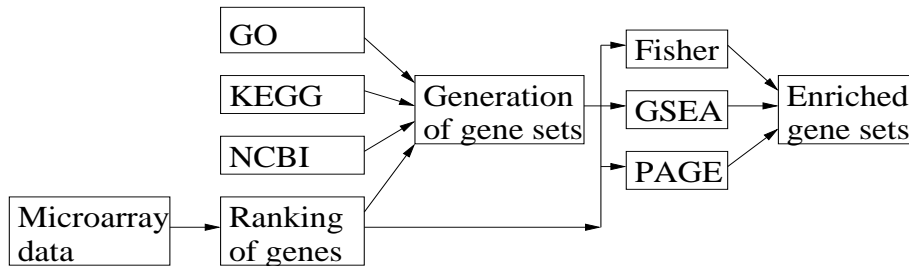 GO
KEGG
NCBI
Microarray
data
Ranking
of genes
Generation
of gene sets
Fisher
GSEA
PAGE
Enriched
gene sets